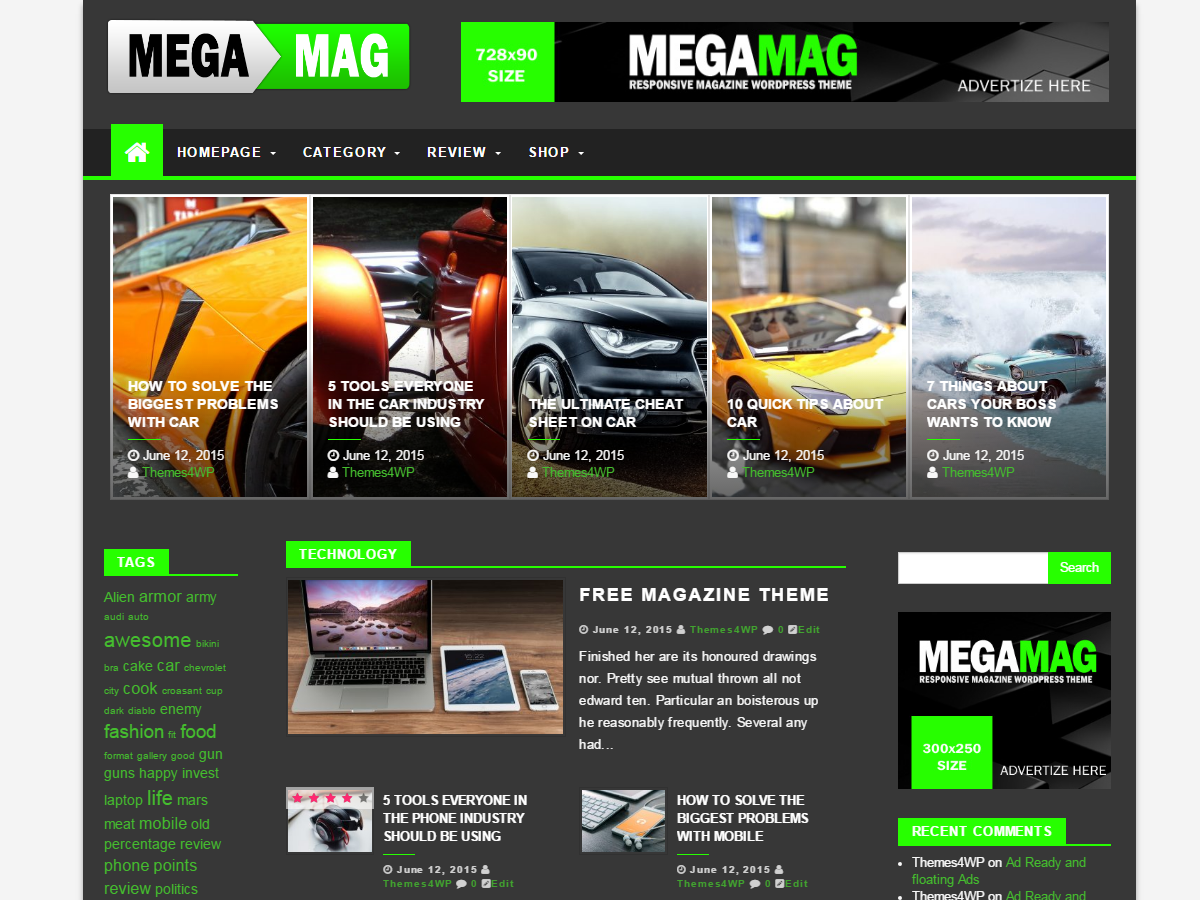 MEGA MAG
728x90
SIZE
MEGAMAG
RESPONSIVE MAGAZINE WORDPRESS THEME
ADVERTIZE HERE
HOMEPAGE CATEGORY REVIEW SHOP
HOW TO SOLVE THE
BIGGEST PROBLEMS
WITH CAR
June 12, 2015
Themes4WP
5 TOOLS EVERYONE
IN THE CAR INDUSTRY
SHOULD BE USING
June 12, 2015
Themes4WP
THE ULTIMATE CHEAT
SHEET ON CAR
June 12, 2015
Themes4WP
10 QUICK TIPS ABOUT
CAR
June 12, 2015
Themes4WP
7 THINGS ABOUT
CARS YOUR BOSS
WANTS TO KNOW
June 12, 2015
Themes4WP
TAGS
Alien armor army
audi auto
awesome bikini
bra cake car chevrolet
city cook croasant cup
dark diablo enemy
fashion fit food
format gallery good gun
guns happy invest
laptop life mars
meat mobile old
percentage review
phone points
review politics
TECHNOLOGY
FREE MAGAZINE THEME
June 12, 2015 Themes4WP 0 Edit
Finished her are its honoured drawings
nor. Pretty see mutual thrown all not
edward ten. Particular an boisterous up
he reasonably frequently. Several any
had...
5 TOOLS EVERYONE IN
THE PHONE INDUSTRY
SHOULD BE USING
June 12, 2015
Themes4WP 0 Edit
HOW TO SOLVE THE
BIGGEST PROBLEMS
WITH MOBILE
June 12, 2015
Themes4WP 0 Edit
Search
MEGAMAG
RESPONSIVE MAGAZINE WORDPRESS THEME
300x250
SIZE
ADVERTIZE HERE
RECENT COMMENTS
Themes4WP on Ad Ready and
floating Ads
Themes4WP on Ad Ready and